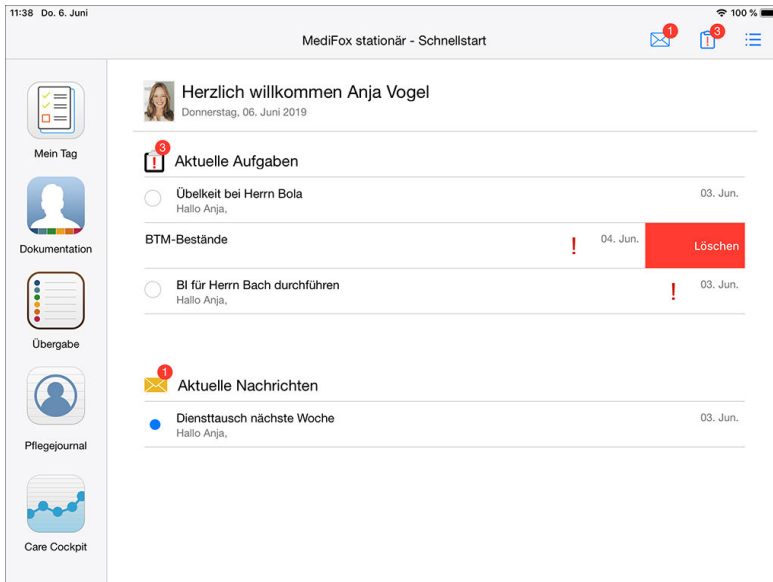 11:38 Do. 6. Juni
100 %
MediFox stationär - Schnellstart
1
3
Mein Tag
Dokumentation
Übergabe
Pflegejournal
Care Cockpit
Herzlich willkommen Anja Vogel
Donnerstag, 06. Juni 2019
3
Aktuelle Aufgaben
Übelkeit bei Herrn Bola
03. Jun.
Hallo Anja,
BTM-Bestände
04. Jun.
Löschen
BI für Herrn Bach durchführen
03. Jun.
Hallo Anja,
1
Aktuelle Nachrichten
Diensttausch nächste Woche
03. Jun.
Hallo Anja,